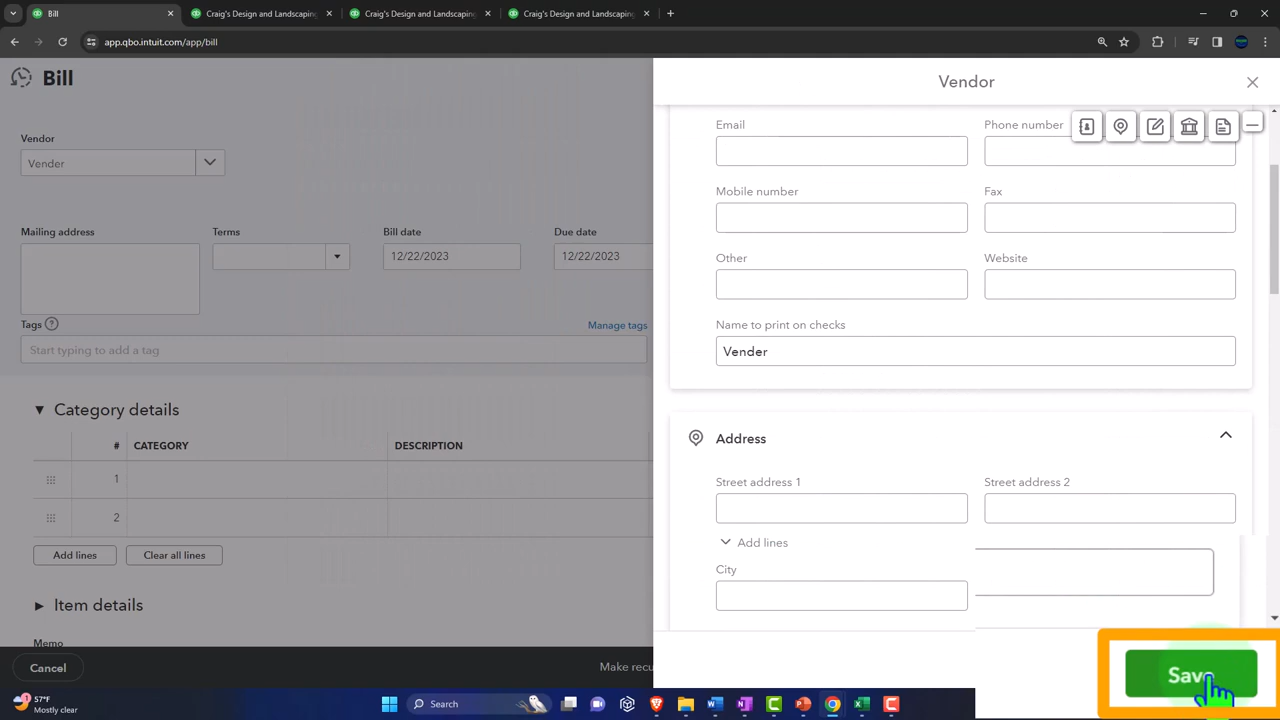 Bill
Craig's Design and Landscaping
Craig's Design and Landscaping
Craig's Design and Landscaping
app.qbo.intuit.com/app/bill
Bill
Vendor
Vendor
Vender
Email
Phone number
Mobile number
Fax
Mailing address
Terms
Bill date
Due date
12/22/2023
12/22/2023
Other
Website
Tags ?
Manage tags
Start typing to add a tag
Name to print on checks
Vender
Category details
Address
# CATEGORY DESCRIPTION
1
2
Street address 1
Street address 2
Add lines
Clear all lines
Add lines
City
Item details
Memo
Cancel
Make recu
Save
1
57°F
Mostly clear
Search